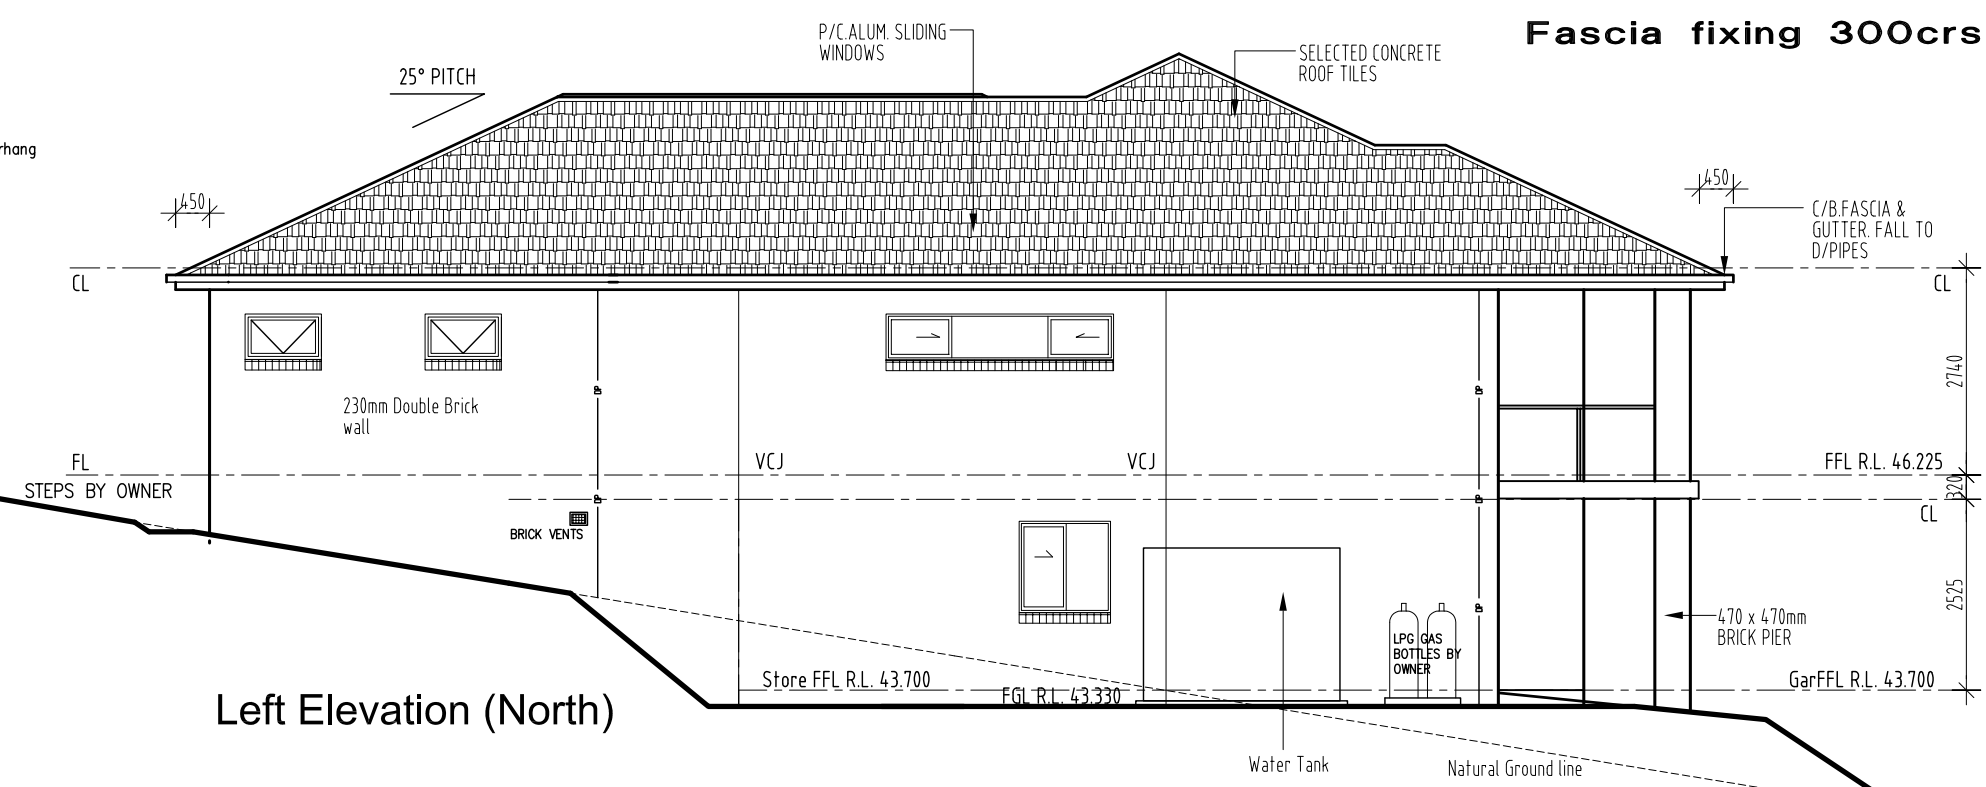 Fascia fixing 300crs
P/C.ALUM. SLIDING
WINDOWS
SELECTED CONCRETE
ROOF TILES
25° PITCH
rhang
450
450
C/B.FASCIA &
GUTTER. FALL TO
D/PIPES
CL
CL
2740
230mm Double Brick
wall
FL
VCJ
VCJ
FFL R.L. 46.225
STEPS BY OWNER
320
CL
BRICK VENTS
2525
470 x 470mm
BRICK PIER
LPG GAS
BOTTLES BY
OWNER
Store FFL R.L. 43.700
GarFFL R.L. 43.700
FGL R.L. 43.330
Left Elevation (North)
Water Tank
Natural Ground line